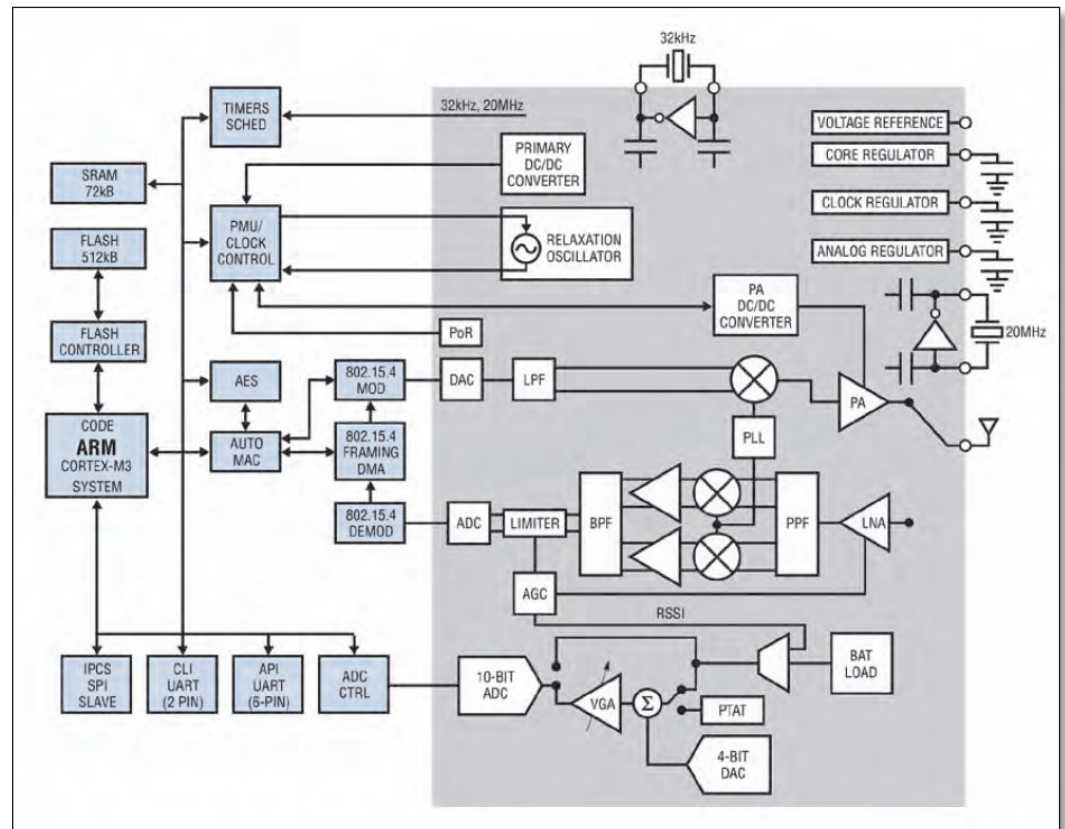 32kHz
TIMERS
SCHED
32kHz, 20MHz
VOLTAGE REFERENCE
PRIMARY
DC/DC
CONVERTER
CORE REGULATOR
SRAM
72kB
CLOCK REGULATOR
PMU/
CLOCK
CONTROL
RELAXATION
OSCILLATOR
FLASH
512kB
ANALOG REGULATOR
PA
DC/DC
CONVERTER
20MHz
PoR
FLASH
CONTROLLER
AES
802.15.4
MOD
DAC
LPF
PA
CODE
ARM
CORTEX-M3
SYSTEM
AUTO
MAC
802.15.4
FRAMING
DMA
PLL
802.15.4
DEMOD
ADC
LIMITER
BPF
PPF
LNA
AGC
RSSI
IPCS
SPI
SLAVE
CLI
UART
(2 PIN)
API
UART
(6-PIN)
ADC
CTRL
10-BIT
ADC
VGA
Σ
BAT
LOAD
PTAT
4-BIT
DAC